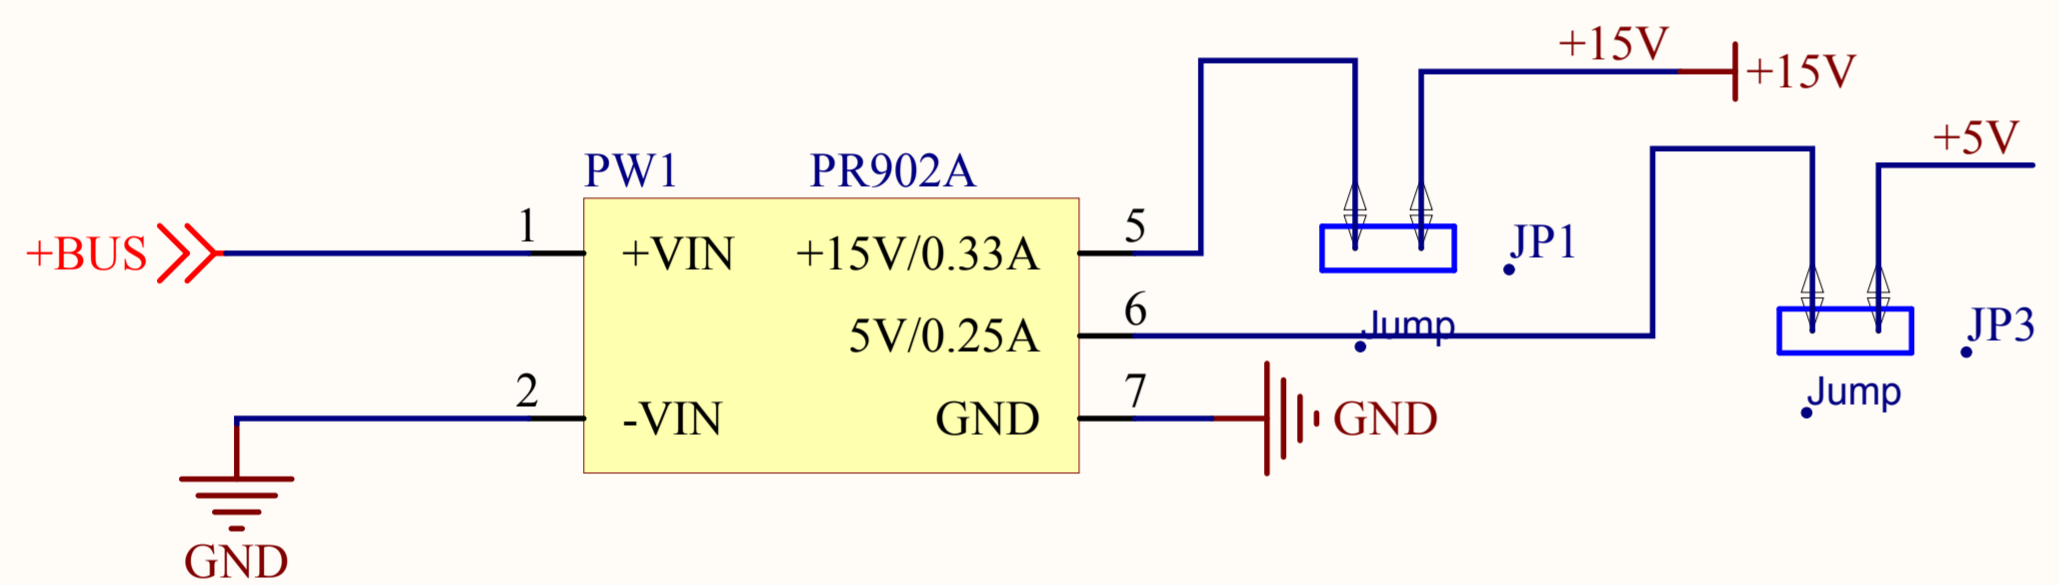 +15V
+15V
+5V
PW1
PR902A
+BUS
1
+VIN
+15V/0.33A
5
JP1
5V/0.25A
6
Jump
JP3
2
-VIN
GND
7
GND
Jump
GND